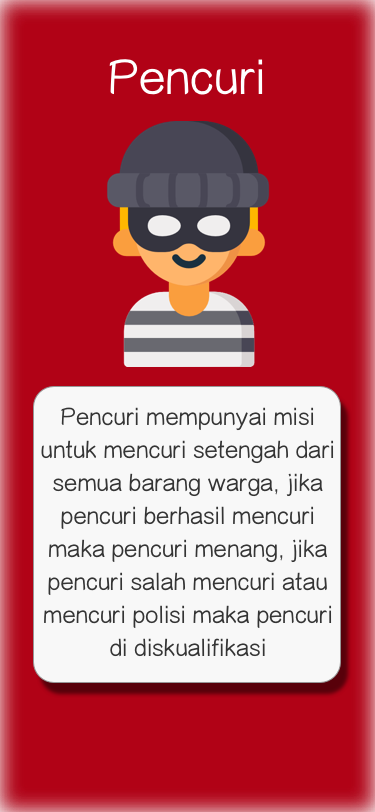 Pencuri
Pencuri mempunyai misi
untuk mencuri setengah dari
semua barang warga, jika
pencuri berhasil mencuri
maka pencuri menang, jika
pencuri salah mencuri atau
mencuri polisi maka pencuri
di diskualifikasi